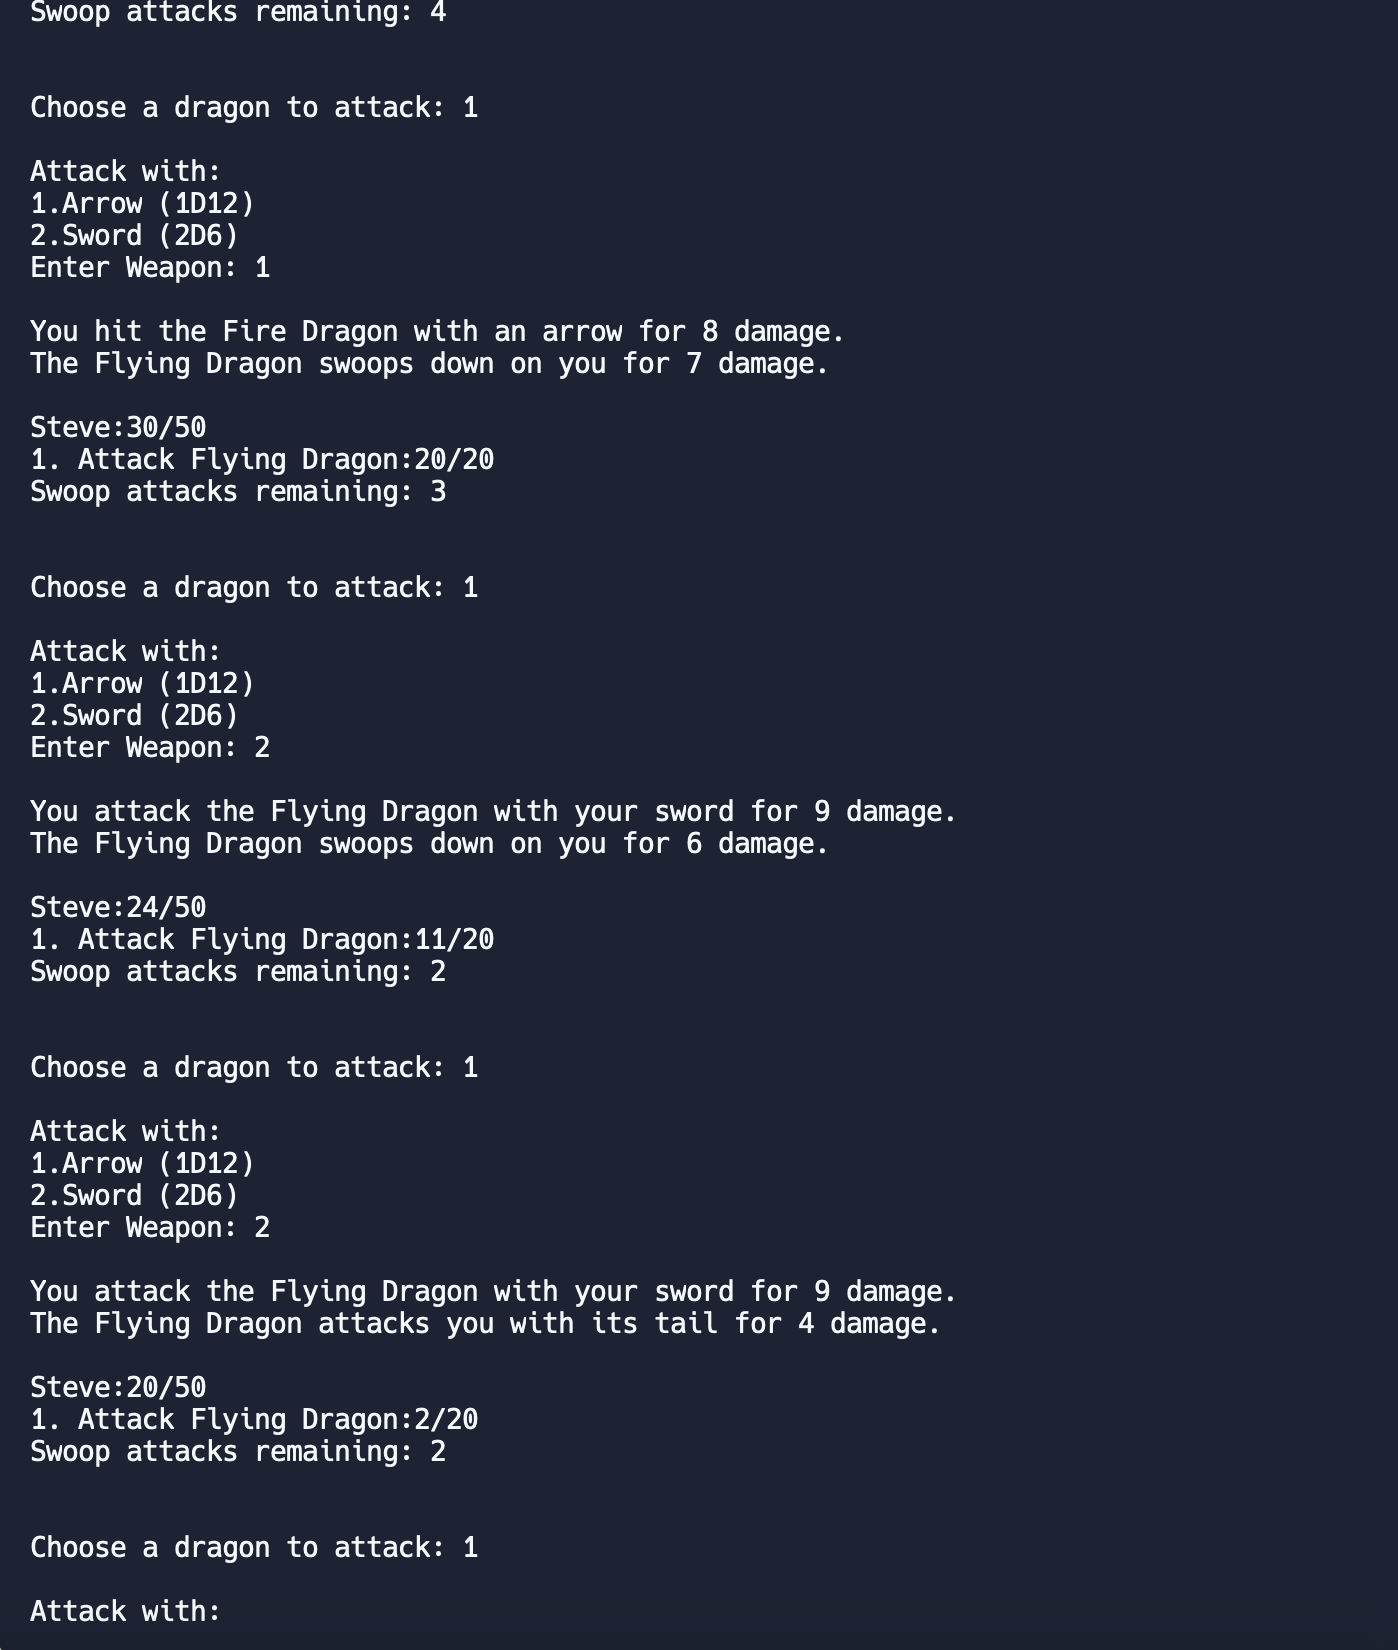 Swoop attacks remaining: 4
Choose a dragon to attack: 1
Attack with:
1.Arrow (1D12)
2.Sword (2D6)
Enter Weapon: 1
You hit the Fire Dragon with an arrow for 8 damage.
The Flying Dragon swoops down on you for 7 damage.
Steve:30/50
1. Attack Flying Dragon:20/20
Swoop attacks remaining: 3
Choose a dragon to attack: 1
Attack with:
1.Arrow (1D12)
2.Sword (2D6)
Enter Weapon: 2
You attack the Flying Dragon with your sword for 9 damage.
The Flying Dragon swoops down on you for 6 damage.
Steve:24/50
1. Attack Flying Dragon:11/20
Swoop attacks remaining: 2
Choose a dragon to attack: 1
Attack with:
1.Arrow (1D12)
2.Sword (2D6)
Enter Weapon: 2
You attack the Flying Dragon with your sword for 9 damage.
The Flying Dragon attacks you with its tail for 4 damage.
Steve:20/50
1. Attack Flying Dragon:2/20
Swoop attacks remaining: 2
Choose a dragon to attack: 1
Attack with: